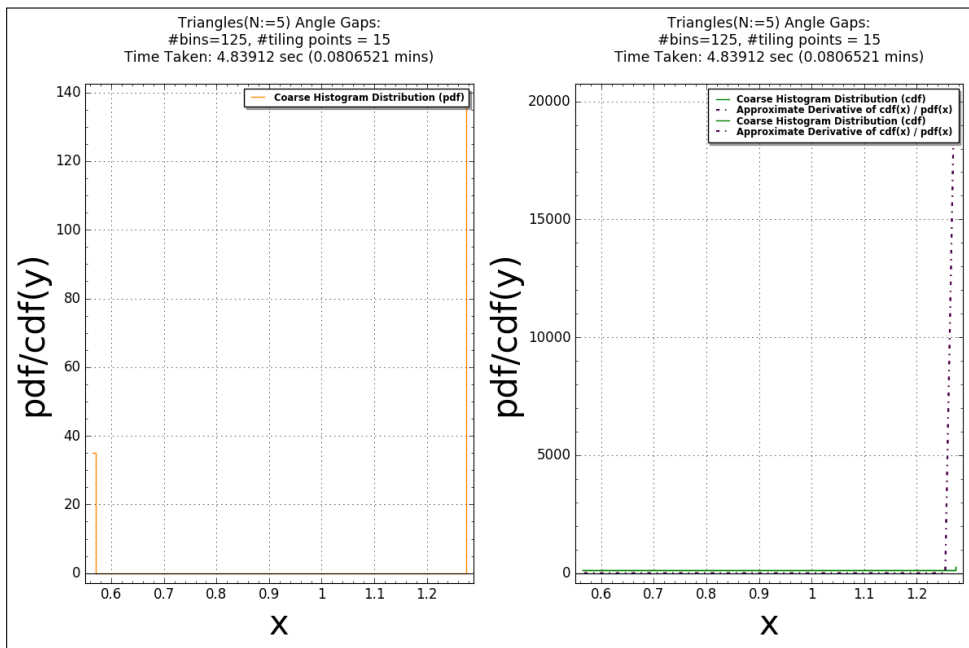 Triangles(N:=5) Angle Gaps:
#bins=125, #tiling points = 15
Time Taken: 4.83912 sec (0.0806521 mins)
Coarse Histogram Distribution (pdf)
140
120
100
80
60
40
20
0
pdf/cdf(y)
0.6 0.7 0.8 0.9 1 1.1 1.2
x
Triangles(N:=5) Angle Gaps:
#bins=125, #tiling points = 15
Time Taken: 4.83912 sec (0.0806521 mins)
Coarse Histogram Distribution (cdf)
Approximate Derivative of cdf(x) / pdf(x)
Coarse Histogram Distribution (cdf)
Approximate Derivative of cdf(x) / pdf(x)
20000
15000
10000
5000
0
pdf/cdf(y)
0.6 0.7 0.8 0.9 1 1.1 1.2
x